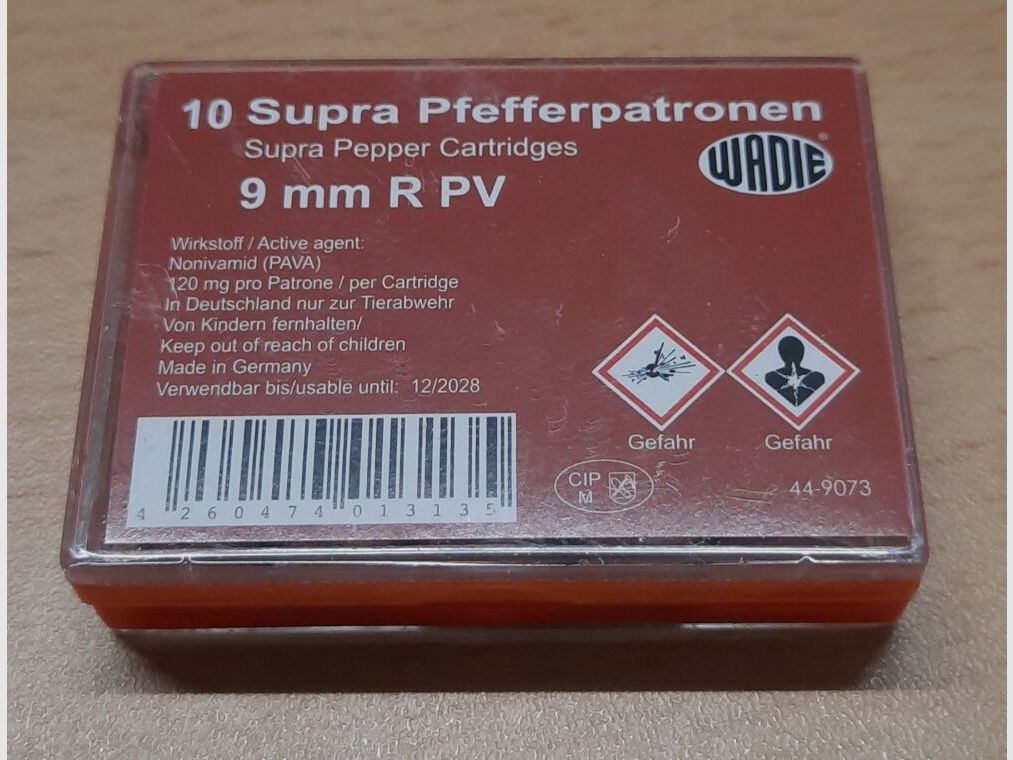 10 Supra Pfefferpatronen
Supra Pepper Cartridges
WADIE®
9 mm R PV
Wirkstoff / Active agent:
Nonivamid (PAVA)
120 mg pro Patrone / per Cartridge
In Deutschland nur zur Tierabwehr
Von Kindern fernhalten/
Keep out of reach of children
Made in Germany
Verwendbar bis/usable until: 12/2028
Gefahr
Gefahr
CIP
M
44-9073
4 260474 013135